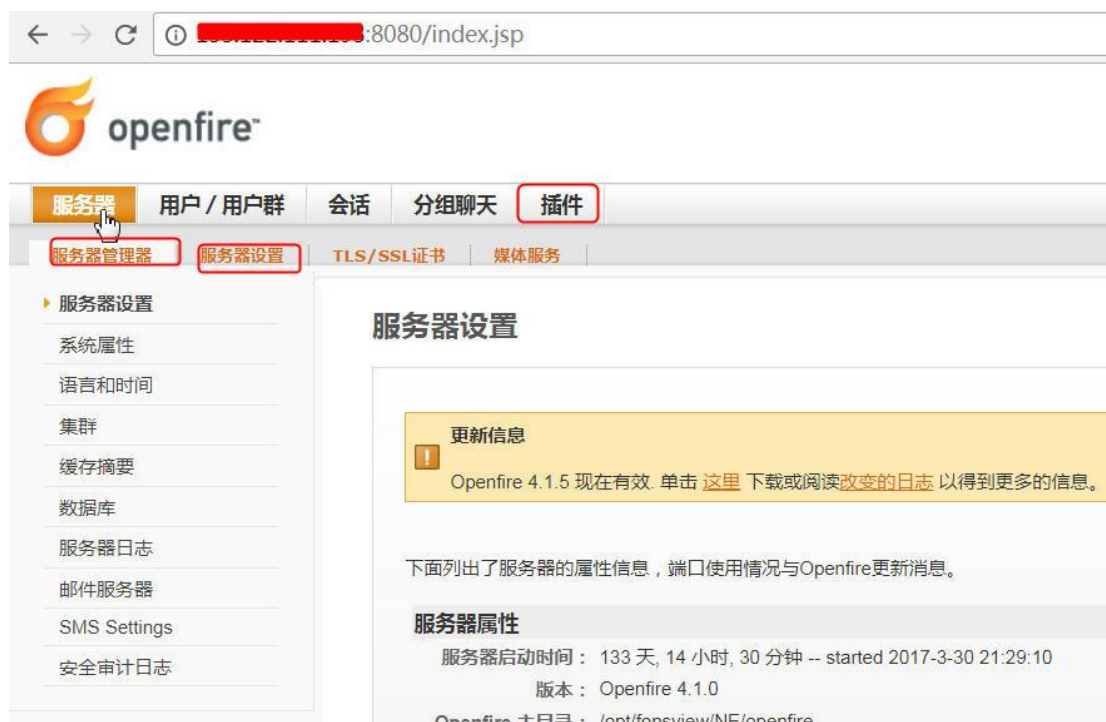 :8080/index.jsp
openfire™
服务器 用户 / 用户群 会话 分组聊天 插件
服务器管理器 服务器设置 TLS/SSL证书 媒体服务
服务器设置
系统属性
语言和时间
集群
缓存摘要
数据库
服务器日志
邮件服务器
SMS Settings
安全审计日志
服务器设置
更新信息
Openfire 4.1.5 现在有效. 单击 这里 下载或阅读改变的日志 以得到更多的信息。
下面列出了服务器的属性信息，端口使用情况与Openfire更新消息。
服务器属性
服务器启动时间： 133 天, 14 小时, 30 分钟 -- started 2017-3-30 21:29:10
版本： Openfire 4.1.0
Openfire 主目录： /opt/fonsview/NE/openfire